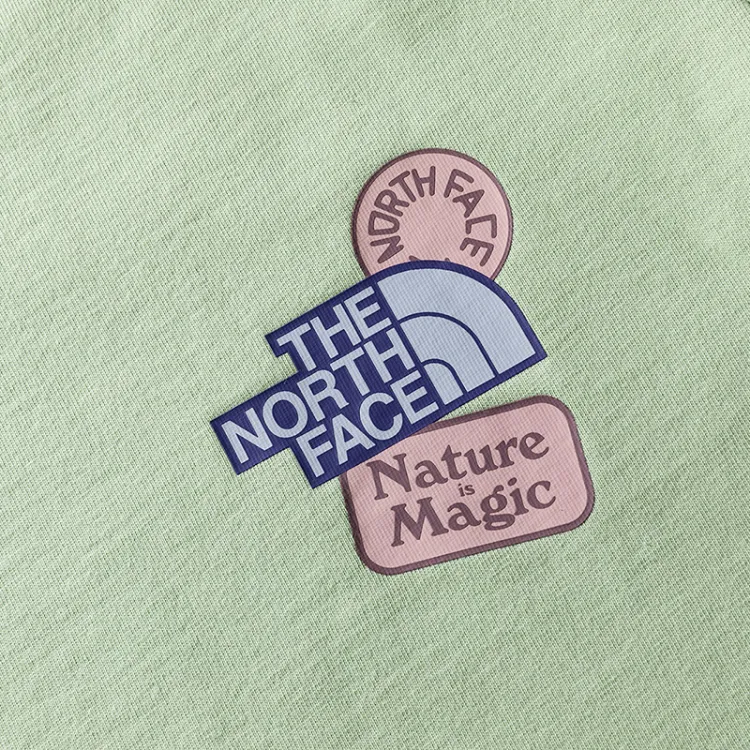 NORTH FACE
THE
NORTH
FACE
Nature
is
Magic